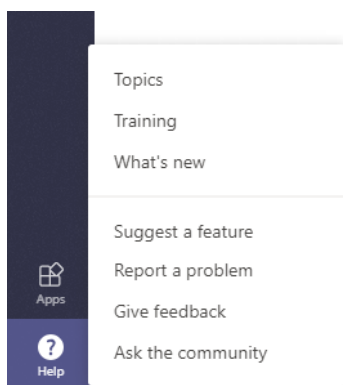 Topics
Training
What's new
Suggest a feature
Report a problem
Give feedback
Ask the community
Apps
Help